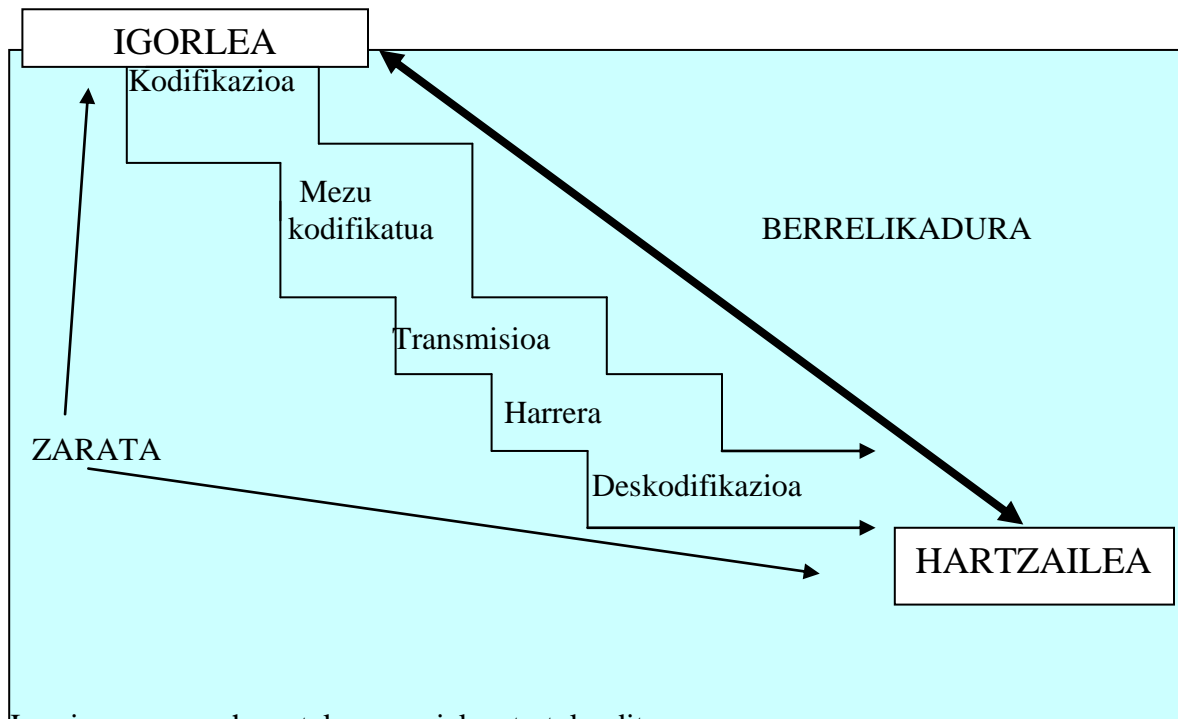 IGORLEA
Kodifikazioa
Mezu
kodifikatua
BERRELIKADURA
Transmisioa
Harrera
ZARATA
Deskodifikazioa
HARTZAILEA